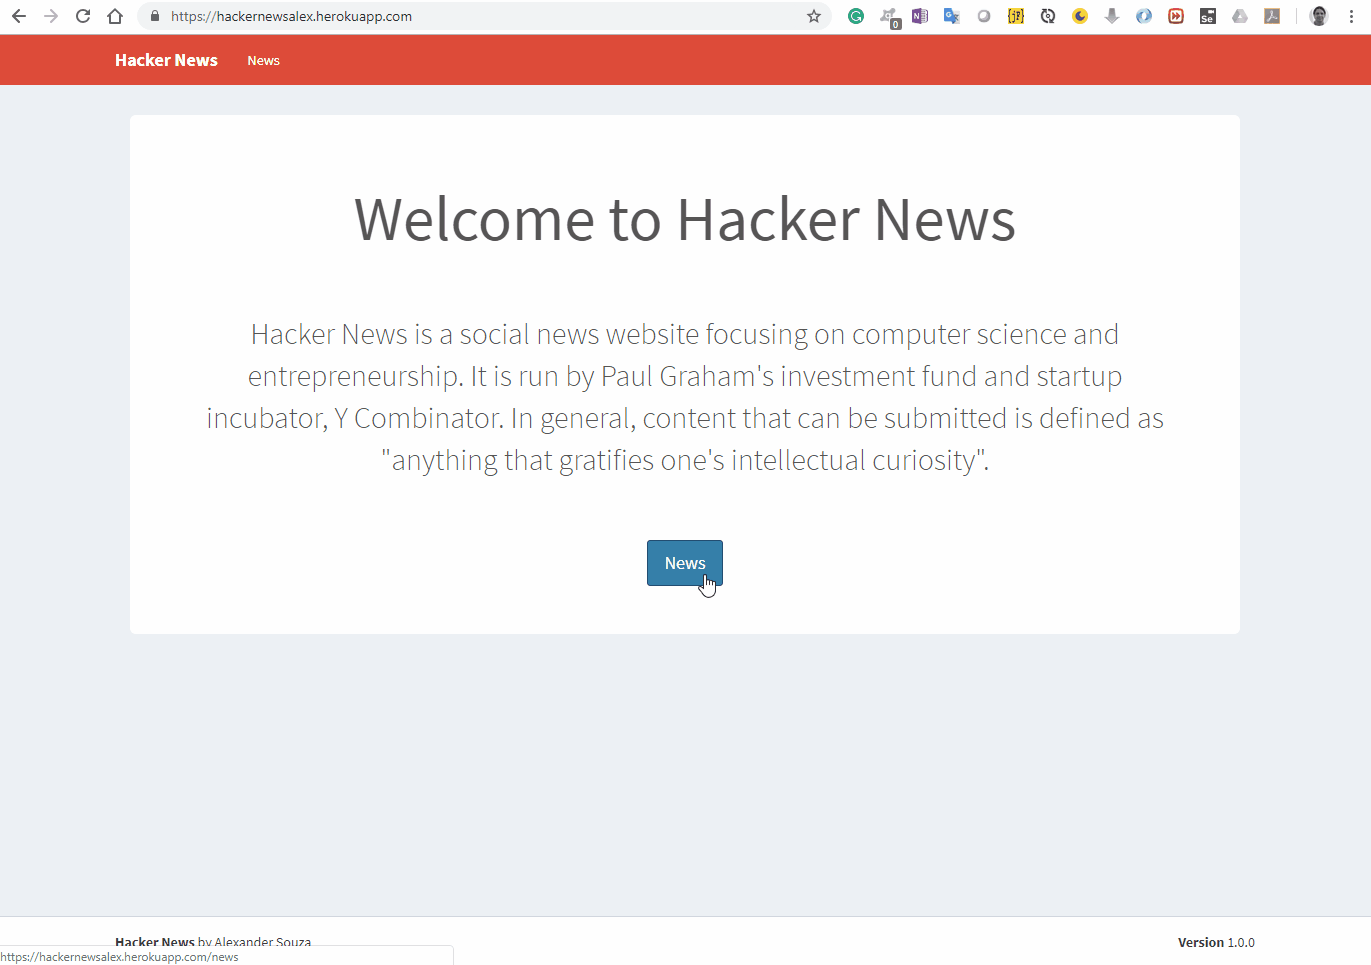 https://hackernewsalex.herokuapp.com
0
Se
Hacker News News
Welcome to Hacker News
Hacker News is a social news website focusing on computer science and
entrepreneurship. It is run by Paul Graham's investment fund and startup
incubator, Y Combinator. In general, content that can be submitted is defined as
"anything that gratifies one's intellectual curiosity".
News
Hacker News by Alexander Souza Version 1.0.0
https://hackernewsalex.herokuapp.com/news